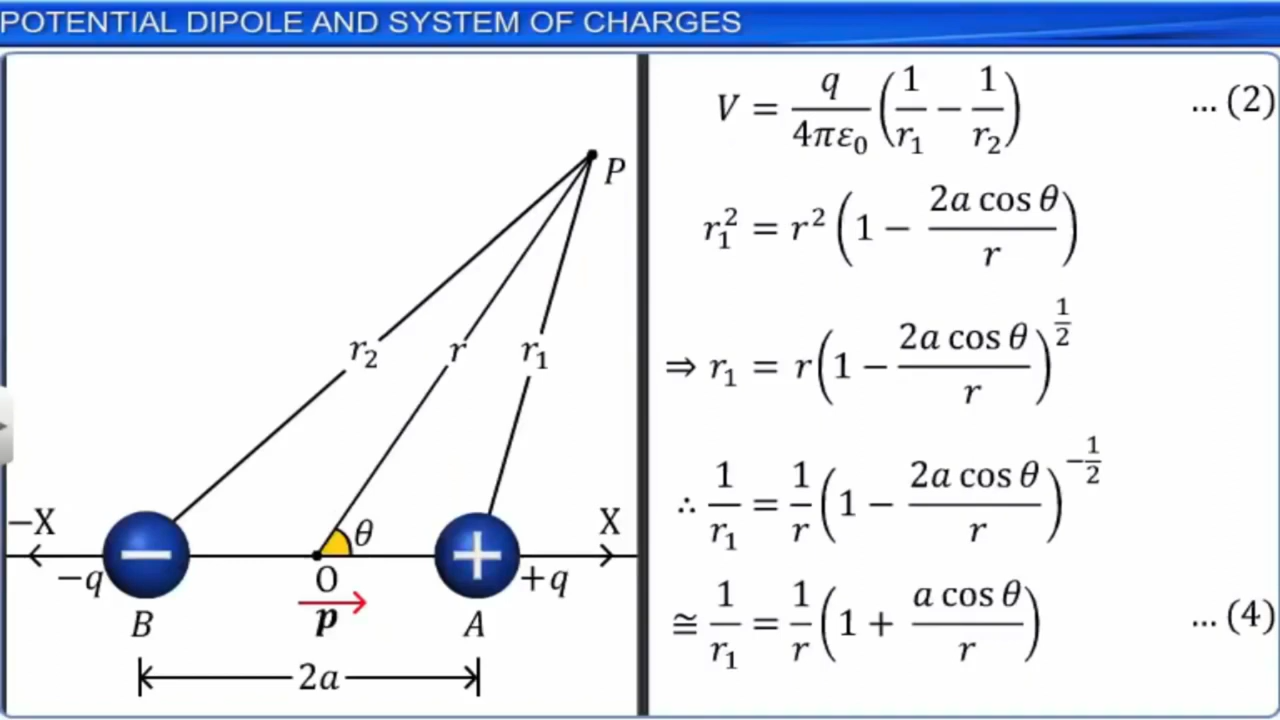 POTENTIAL DIPOLE AND SYSTEM OF CHARGES
P
r₂
r
r₁
−X
θ
X
−q
O
+q
B
p
A
2a
V = q/(4πε₀) (1/r₁ − 1/r₂) ... (2)
r₁² = r² (1 − (2a cos θ)/r)
⇒ r₁ = r(1 − (2a cos θ)/r)^(1/2)
∴ 1/r₁ = 1/r (1 − (2a cos θ)/r)^(−1/2)
≅ 1/r₁ = 1/r (1 + (a cos θ)/r) ... (4)